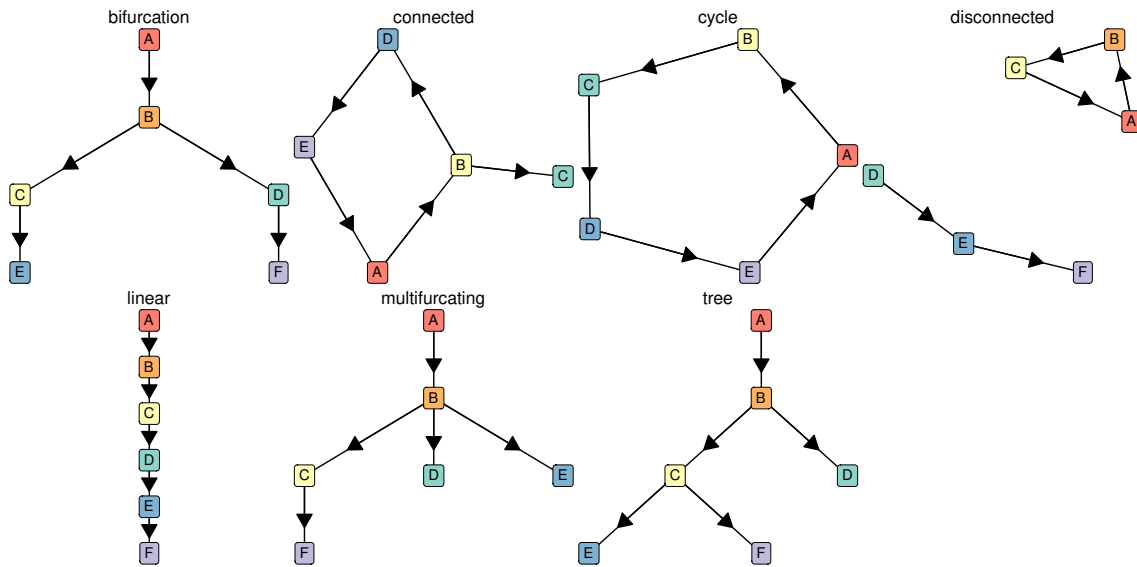 bifurcation
A
B
C
D
E
F
connected
D
E
B
C
A
cycle
B
C
A
D
E
disconnected
B
C
A
D
E
F
linear
A
B
C
D
E
F
multifurcating
A
B
C
D
E
F
tree
A
B
C
D
E
F